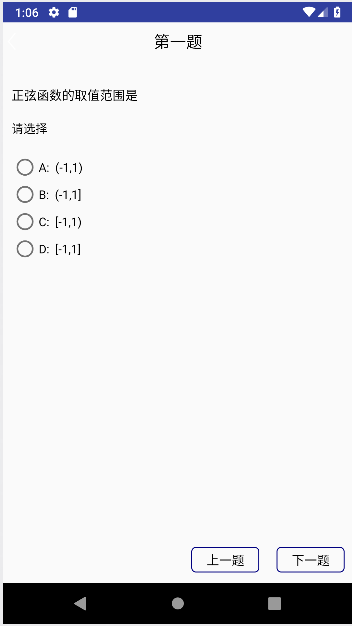 1:06
第一题
正弦函数的取值范围是
请选择
A: (-1,1)
B: (-1,1]
C: [-1,1)
D: [-1,1]
上一题 下一题